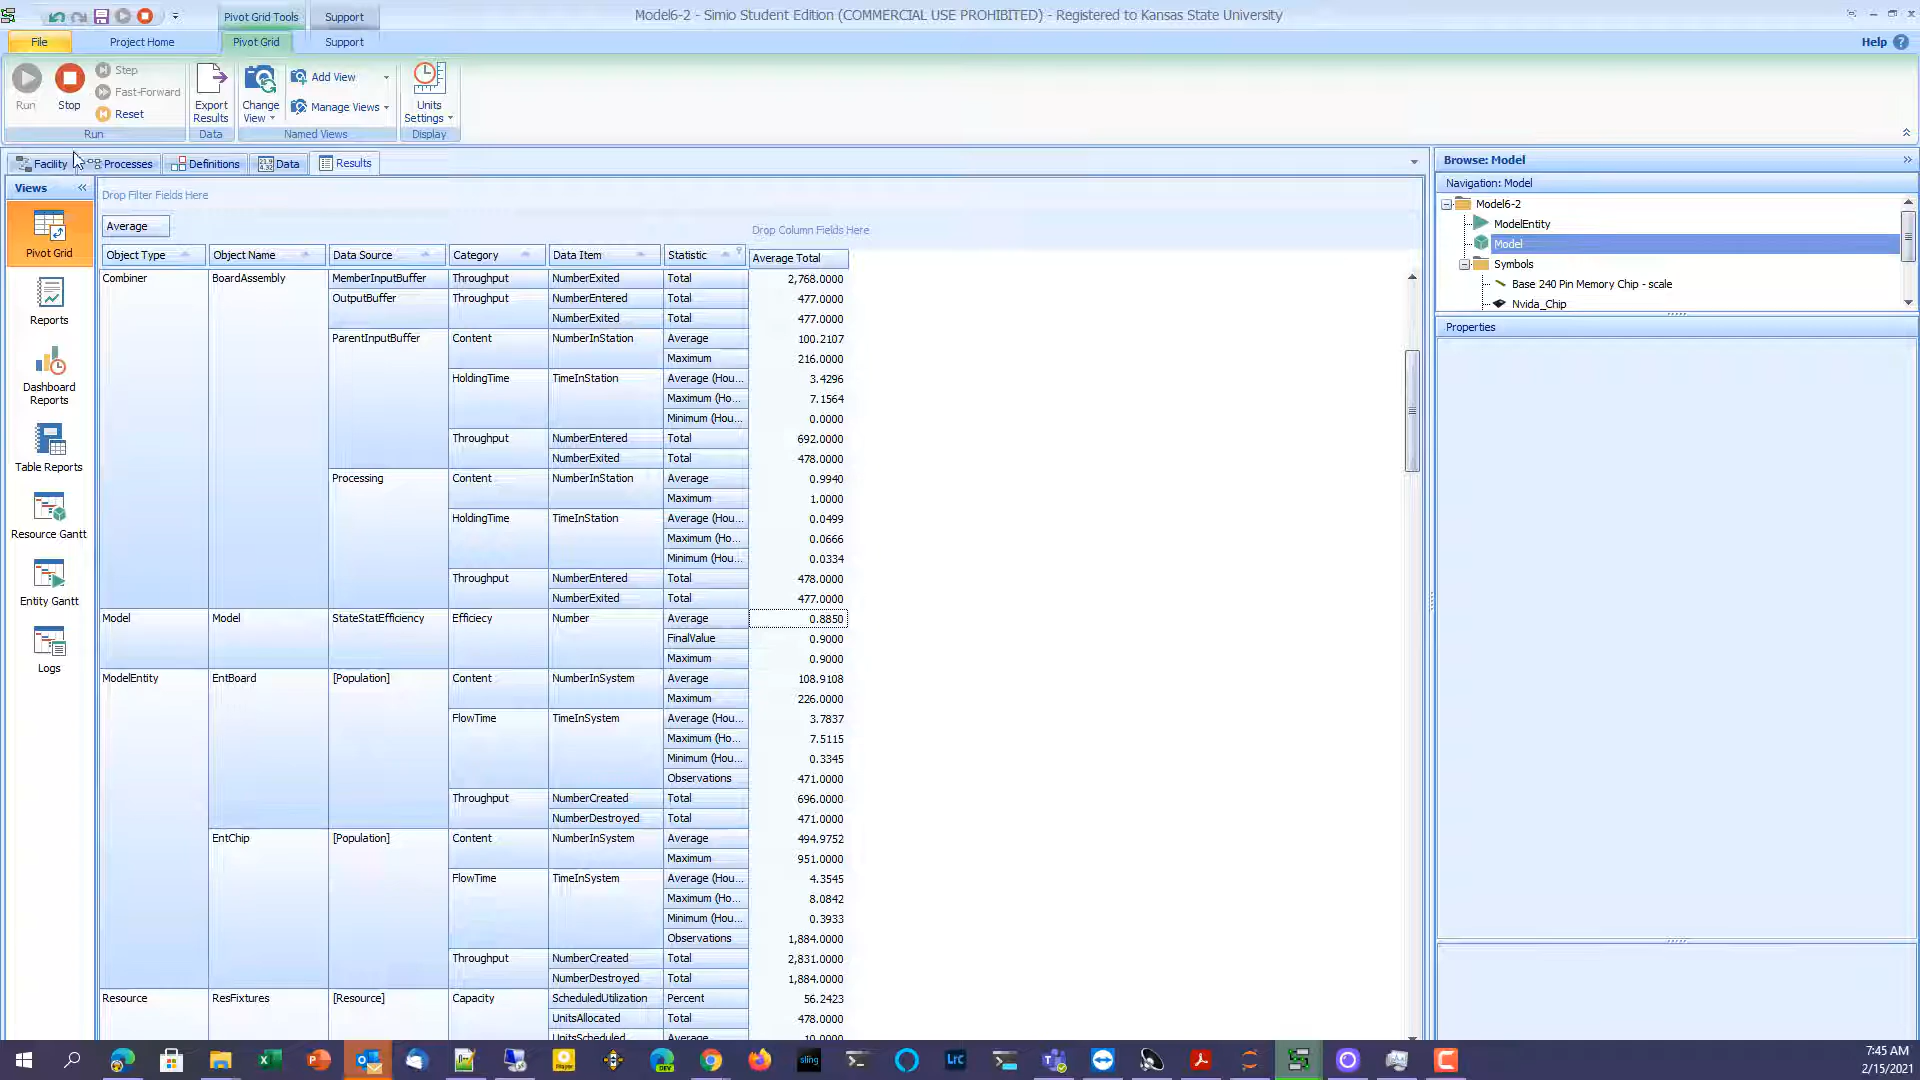 Pivot Grid Tools Support Model6-2 - Simio Student Edition (COMMERCIAL USE PROHIBITED) - Registered to Kansas State University
File Project Home Pivot Grid Support Help
Run Stop Step Fast-Forward Reset Export Results Change View Add View Manage Views Units Settings
Run Data Named Views Display
Facility Processes Definitions Data Results
Views
Pivot Grid
Reports
Dashboard Reports
Table Reports
Resource Gantt
Entity Gantt
Logs
Drop Filter Fields Here
Average
Drop Column Fields Here
Object Type Object Name Data Source Category Data Item Statistic Average Total
Combiner BoardAssembly MemberInputBuffer Throughput NumberExited Total 2,768.0000
OutputBuffer Throughput NumberEntered Total 477.0000
NumberExited Total 477.0000
ParentInputBuffer Content NumberInStation Average 100.2107
Maximum 216.0000
HoldingTime TimeInStation Average (Hou... 3.4296
Maximum (Ho... 7.1564
Minimum (Hou... 0.0000
Throughput NumberEntered Total 692.0000
NumberExited Total 478.0000
Processing Content NumberInStation Average 0.9940
Maximum 1.0000
HoldingTime TimeInStation Average (Hou... 0.0499
Maximum (Ho... 0.0666
Minimum (Hou... 0.0334
Throughput NumberEntered Total 478.0000
NumberExited Total 477.0000
Model Model StateStatEfficiency Efficiecy Number Average 0.8850
FinalValue 0.9000
Maximum 0.9000
ModelEntity EntBoard [Population] Content NumberInSystem Average 108.9108
Maximum 226.0000
FlowTime TimeInSystem Average (Hou... 3.7837
Maximum (Ho... 7.5115
Minimum (Hou... 0.3345
Observations 471.0000
Throughput NumberCreated Total 696.0000
NumberDestroyed Total 471.0000
EntChip [Population] Content NumberInSystem Average 494.9752
Maximum 951.0000
FlowTime TimeInSystem Average (Hou... 4.3545
Maximum (Ho... 8.0842
Minimum (Hou... 0.3933
Observations 1,884.0000
Throughput NumberCreated Total 2,831.0000
NumberDestroyed Total 1,884.0000
Resource ResFixtures [Resource] Capacity ScheduledUtilization Percent 56.2423
UnitsAllocated Total 478.0000
UnitsScheduled Average 10.0000
Browse: Model
Navigation: Model
Model6-2
ModelEntity
Model
Symbols
Base 240 Pin Memory Chip - scale
Nvida_Chip
Properties
sling LrC
7:45 AM
2/15/2021